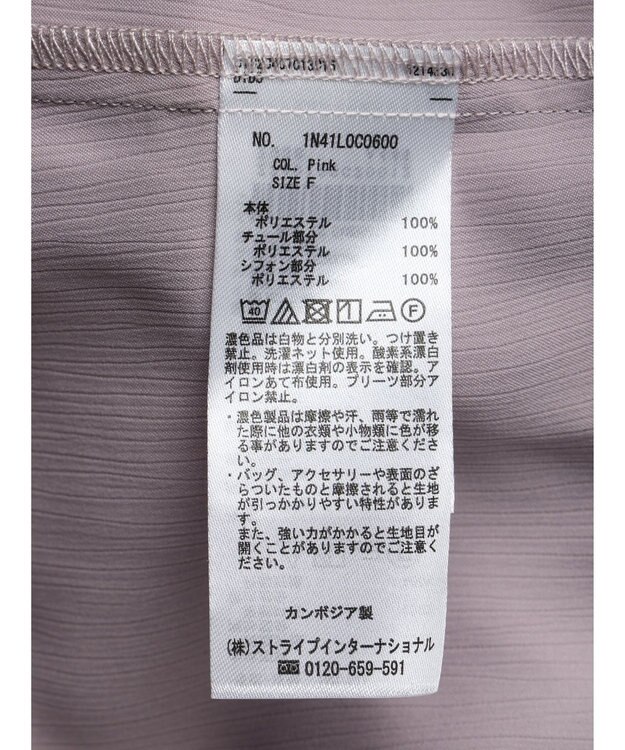 NO. 1N41L0C0600
COL. Pink
SIZE F
本体
ポリエステル 100%
チュール部分
ポリエステル 100%
シフォン部分
ポリエステル 100%
40 F
濃色品は白物と分別洗い。つけ置き
禁止。洗濯ネット使用。酸素系漂白
剤使用時は漂白剤の表示を確認。ア
イロンあて布使用。プリーツ部分ア
イロン禁止。
・濃色製品は摩擦や汗、雨等で濡れ
た際に他の衣類や小物類に色が移
る事がありますのでご注意くださ
い。
・バッグ、アクセサリーや表面のざ
らついたものと摩擦されると生地
が引っかかりやすい特性がありま
す。
また、強い力がかかると生地目が
開くことがありますのでご注意く
ださい。
カンボジア製
(株)ストライプインターナショナル
0120-659-591